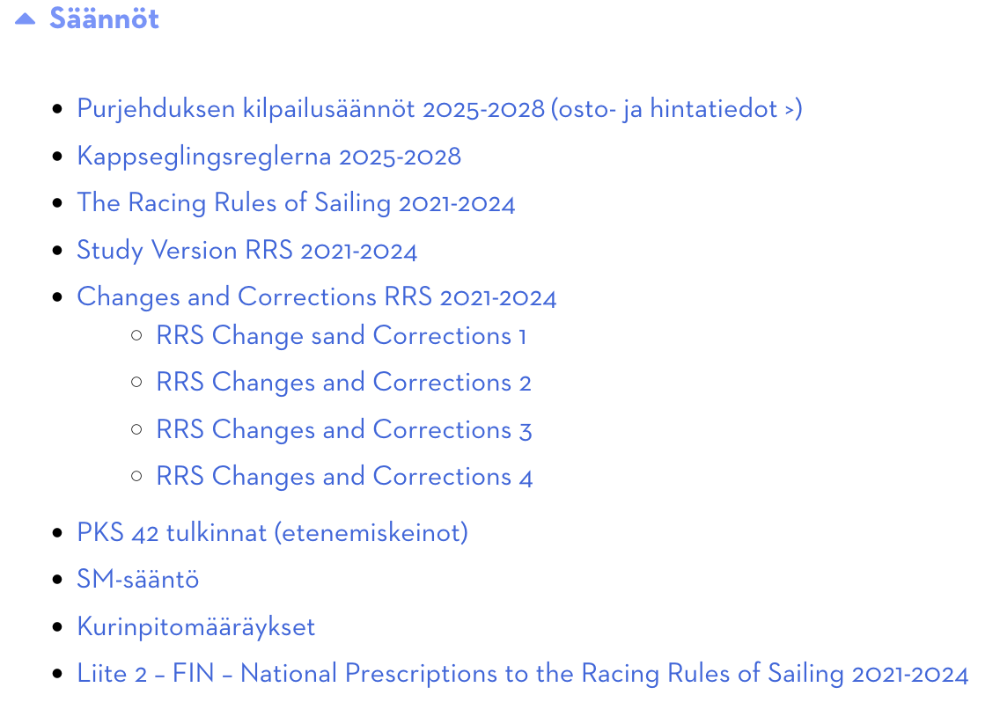 Säännöt
Purjehduksen kilpailusäännöt 2025-2028 (osto- ja hintatiedot >)
Kappseglingsreglerna 2025-2028
The Racing Rules of Sailing 2021-2024
Study Version RRS 2021-2024
Changes and Corrections RRS 2021-2024
RRS Change sand Corrections 1
RRS Changes and Corrections 2
RRS Changes and Corrections 3
RRS Changes and Corrections 4
PKS 42 tulkinnat (etenemiskeinot)
SM-sääntö
Kurinpitomääräykset
Liite 2 – FIN – National Prescriptions to the Racing Rules of Sailing 2021-2024